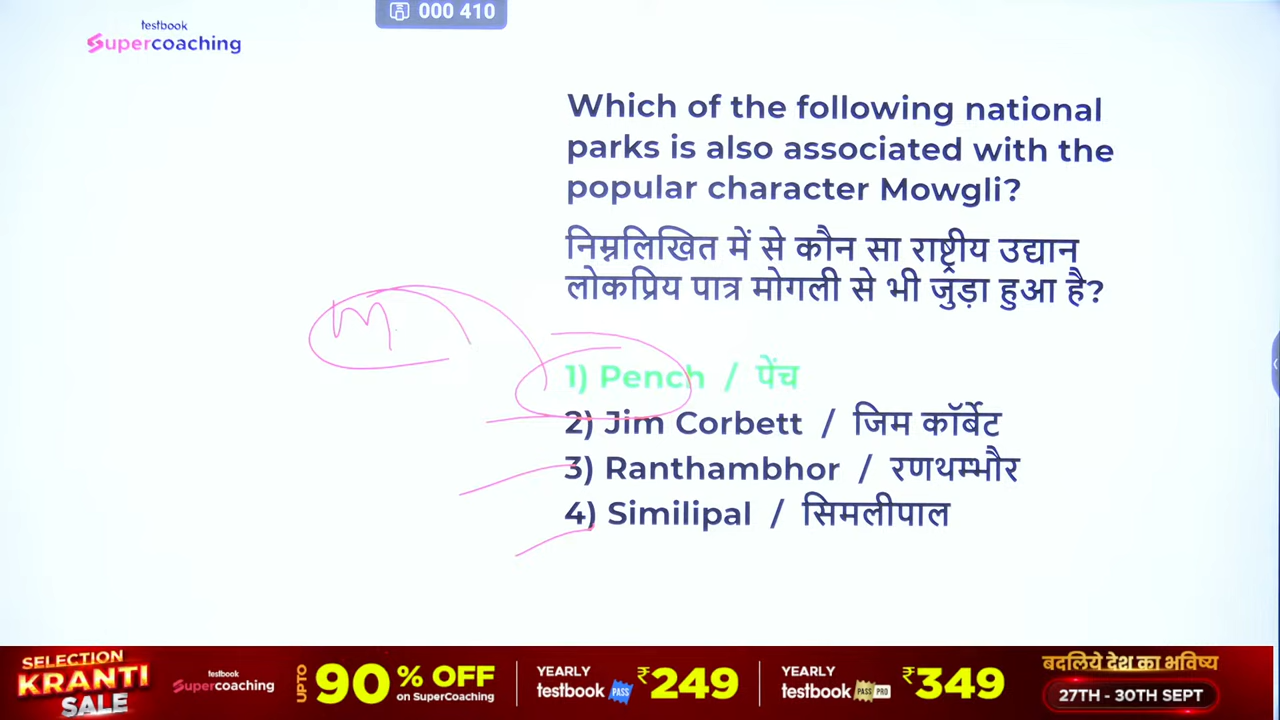 testbook
Supercoaching
000 410
Which of the following national
parks is also associated with the
popular character Mowgli?
निम्नलिखित में से कौन सा राष्ट्रीय उद्यान
लोकप्रिय पात्र मोगली से भी जुड़ा हुआ है?
M
1) Pench / पेंच
2) Jim Corbett / जिम कॉर्बेट
3) Ranthambhor / रणथम्भौर
4) Similipal / सिमलीपाल
SELECTION
KRANTI
SALE
testbook
Supercoaching
UPTO
90% OFF
on SuperCoaching
YEARLY
testbook PASS
₹249
YEARLY
testbook PASS PRO
₹349
बदलिये देश का भविष्य
27TH - 30TH SEPT